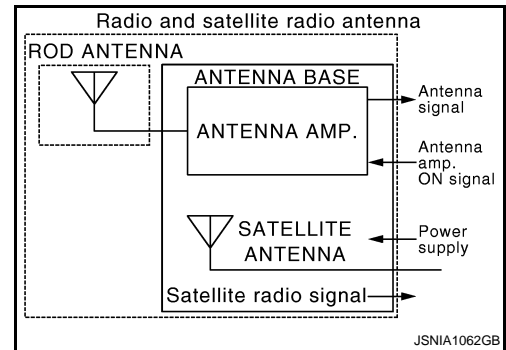 Radio and satellite radio antenna
ROD ANTENNA
ANTENNA BASE
ANTENNA AMP.
Antenna
signal
Antenna
amp.
ON signal
SATELLITE
ANTENNA
Power
supply
Satellite radio signal
JSNIA1062GB